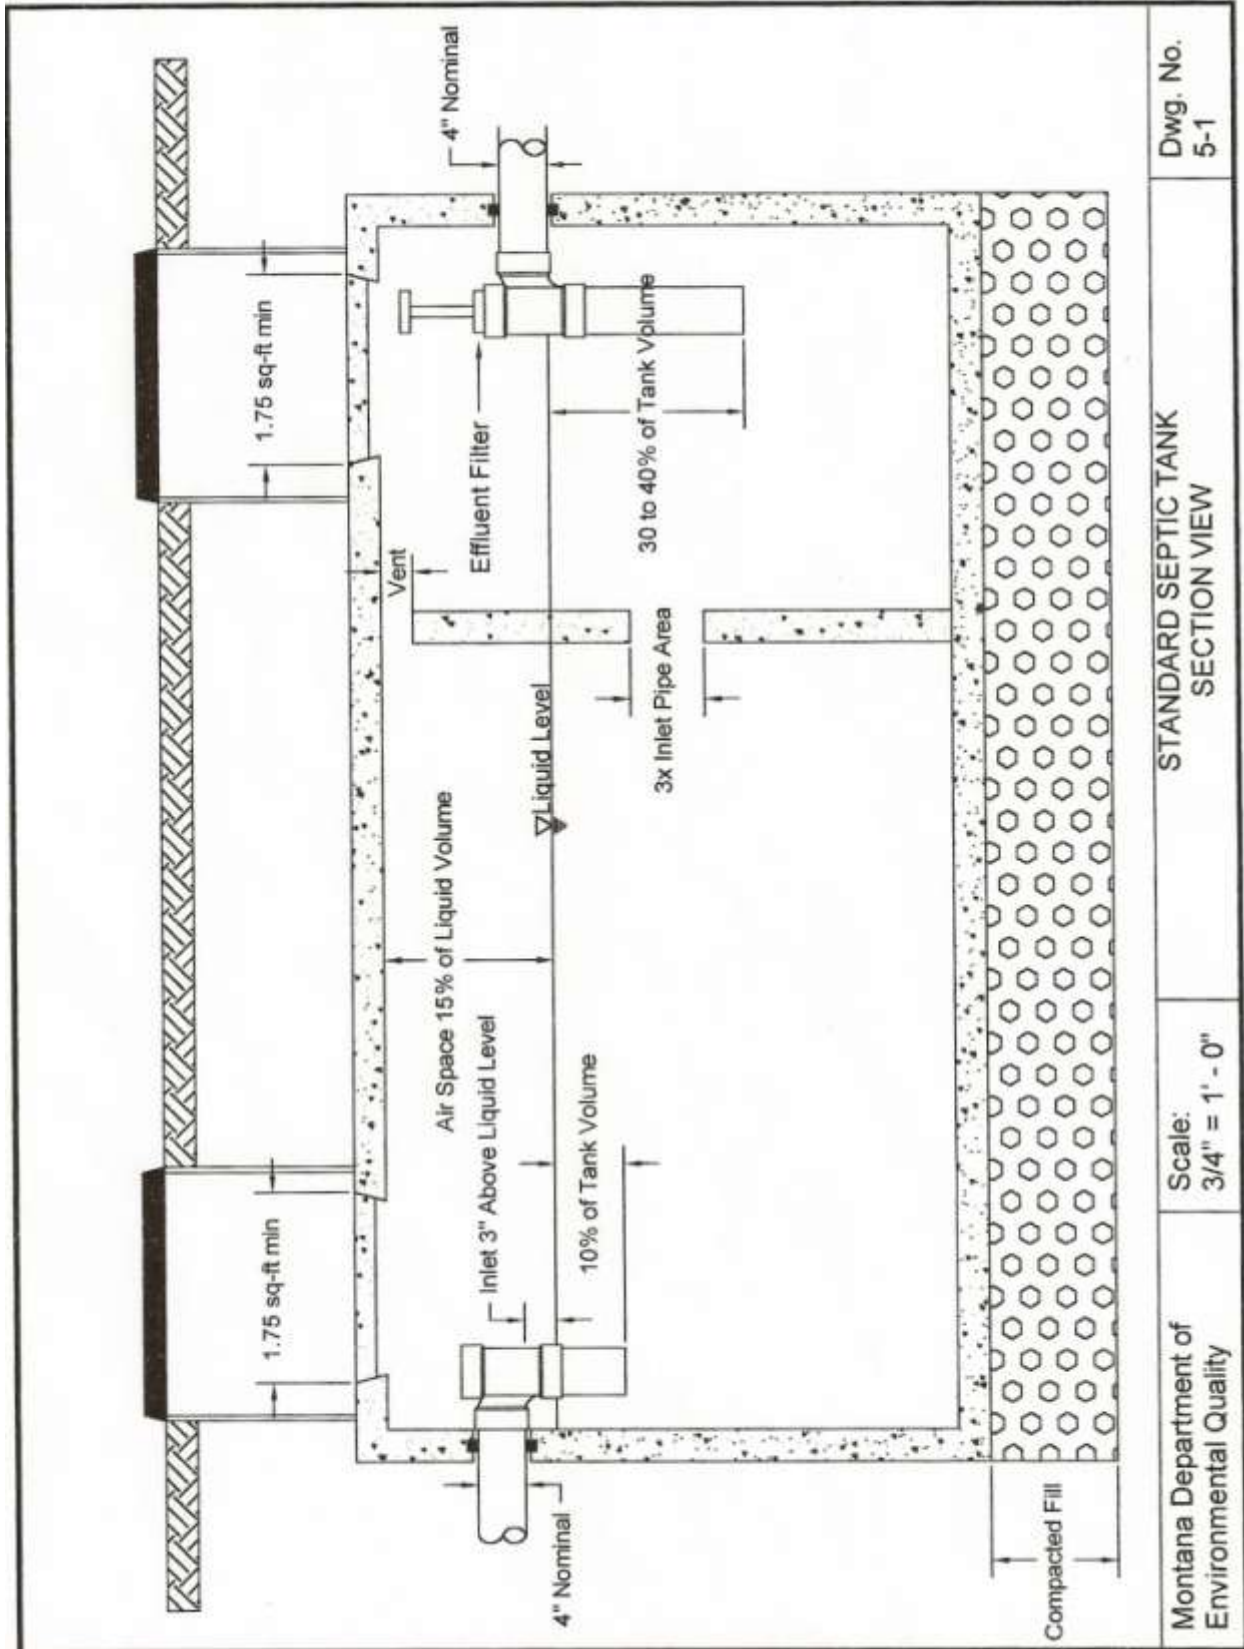 1.75 sq-ft min
1.75 sq-ft min
4" Nominal
Vent
Effluent Filter
Air Space 15% of Liquid Volume
Inlet 3" Above Liquid Level
Liquid Level
10% of Tank Volume
30 to 40% of Tank Volume
3x Inlet Pipe Area
4" Nominal
Compacted Fill
Montana Department of
Environmental Quality
Scale:
3/4" = 1' - 0"
STANDARD SEPTIC TANK
SECTION VIEW
Dwg. No.
5-1